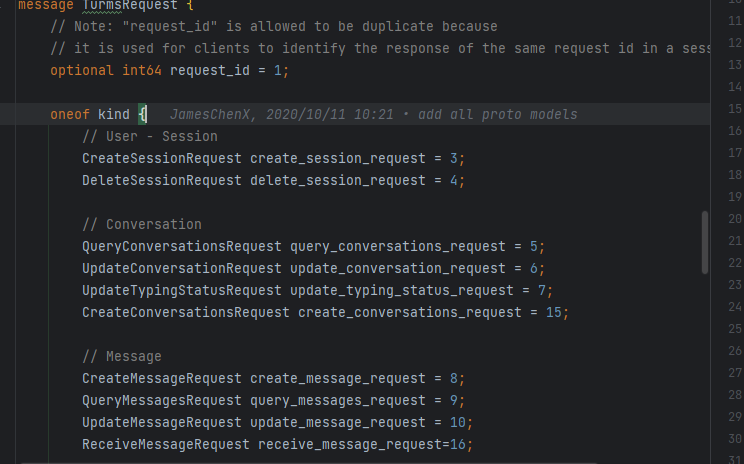 message TurmsRequest {
// Note: "request_id" is allowed to be duplicate because
// it is used for clients to identify the response of the same request id in a
optional int64 request_id = 1;
oneof kind { JamesChenX, 2020/10/11 10:21 • add all proto models
// User - Session
CreateSessionRequest create_session_request = 3;
DeleteSessionRequest delete_session_request = 4;
// Conversation
QueryConversationsRequest query_conversations_request = 5;
UpdateConversationRequest update_conversation_request = 6;
UpdateTypingStatusRequest update_typing_status_request = 7;
CreateConversationsRequest create_conversations_request = 15;
// Message
CreateMessageRequest create_message_request = 8;
QueryMessagesRequest query_messages_request = 9;
UpdateMessageRequest update_message_request = 10;
ReceiveMessageRequest receive_message_request=16;
11
12
13
14
15
16
17
18
19
20
21
22
23
24
25
26
27
28
29
30